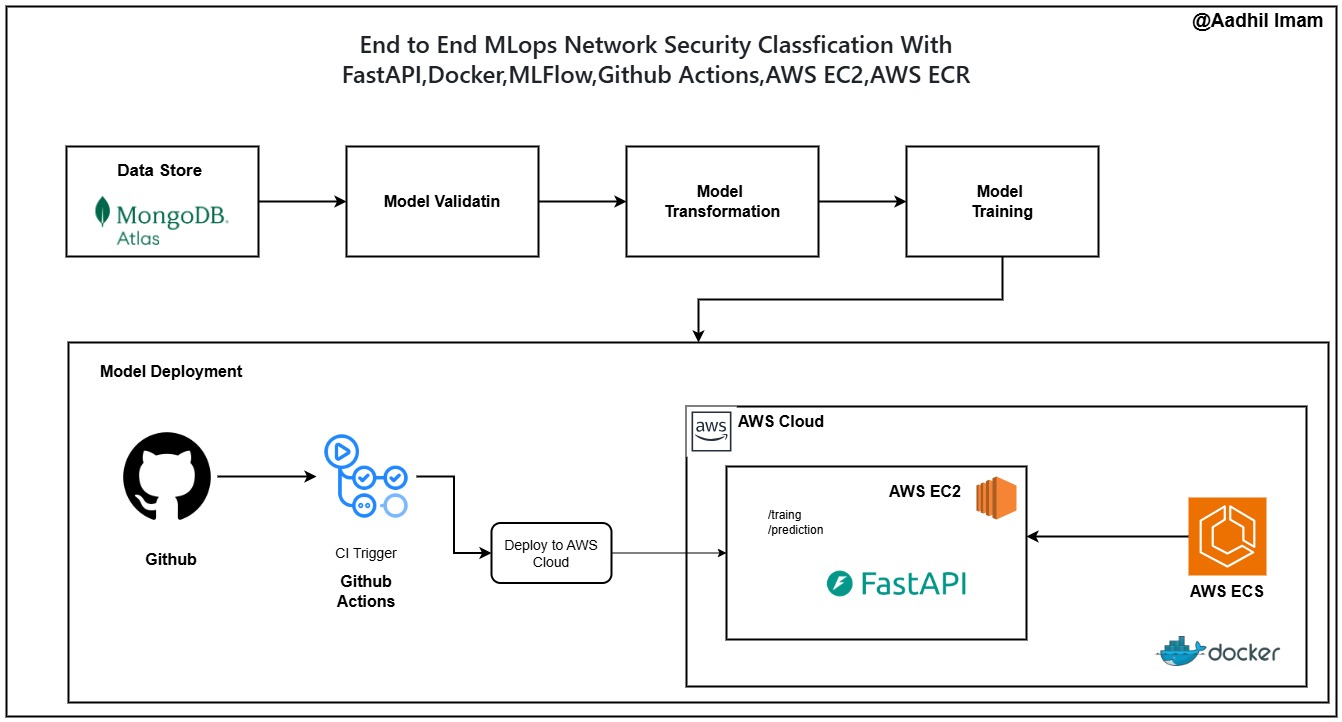 @Aadhil Imam
End to End MLops Network Security Classfication With
FastAPI,Docker,MLFlow,Github Actions,AWS EC2,AWS ECR
Data Store
MongoDB.
Atlas
Model Validatin
Model
Transformation
Model
Training
Model Deployment
Github
CI Trigger
Github
Actions
Deploy to AWS
Cloud
aws
AWS Cloud
AWS EC2
/traing
/prediction
FastAPI
AWS ECS
docker